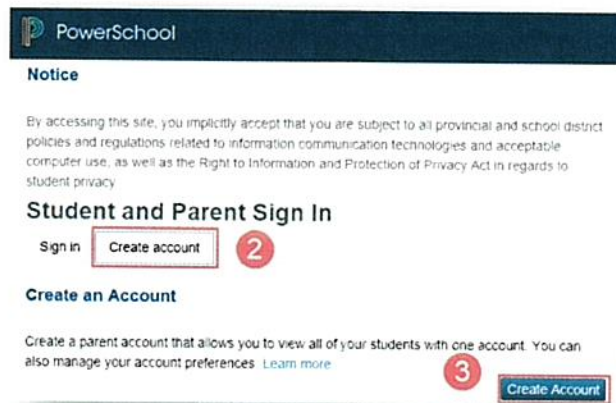 PowerSchool
Notice
By accessing this site, you implicitly accept that you are subject to all provincial and school district
policies and regulations related to information communication technologies and acceptable
computer use, as well as the Right to Information and Protection of Privacy Act in regards to
student privacy
Student and Parent Sign In
Sign in Create account 2
Create an Account
Create a parent account that allows you to view all of your students with one account. You can
also manage your account preferences Learn more
3
Create Account